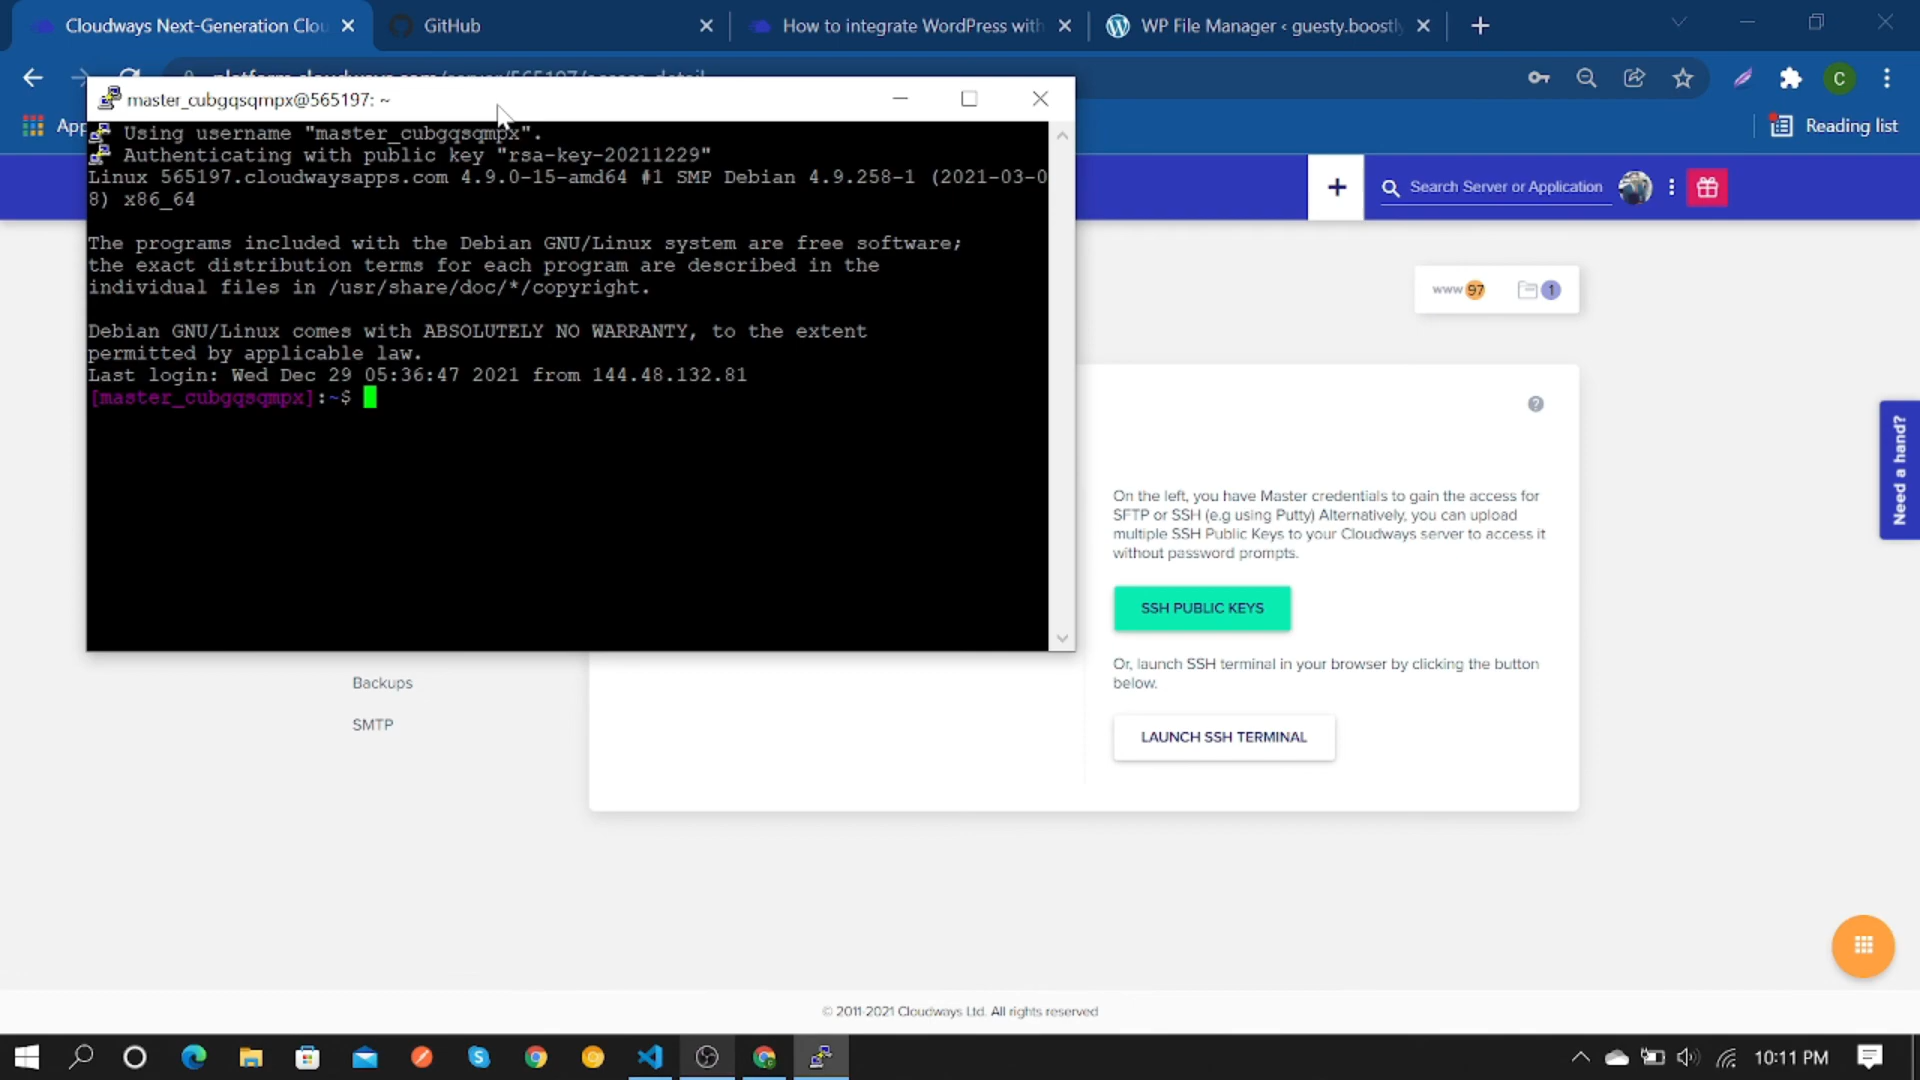 Cloudways Next-Generation Clou
GitHub
How to integrate WordPress with
WP File Manager ‹ guesty.boostly
platform.cloudways.com/server/565197/access_detail
App
Reading list
master_cubgqsqmpx@565197: ~
Using username "master_cubgqsqmpx".
Authenticating with public key "rsa-key-20211229"
Linux 565197.cloudwaysapps.com 4.9.0-15-amd64 #1 SMP Debian 4.9.258-1 (2021-03-0
8) x86_64
The programs included with the Debian GNU/Linux system are free software;
the exact distribution terms for each program are described in the
individual files in /usr/share/doc/*/copyright.
Debian GNU/Linux comes with ABSOLUTELY NO WARRANTY, to the extent
permitted by applicable law.
Last login: Wed Dec 29 05:36:47 2021 from 144.48.132.81
[master_cubgqsqmpx]:~$
+
Search Server or Application
C
www 97
1
On the left, you have Master credentials to gain the access for
SFTP or SSH (e.g using Putty) Alternatively, you can upload
multiple SSH Public Keys to your Cloudways server to access it
without password prompts.
SSH PUBLIC KEYS
Or, launch SSH terminal in your browser by clicking the button
below.
LAUNCH SSH TERMINAL
Backups
SMTP
Need a hand?
© 2011-2021 Cloudways Ltd. All rights reserved
10:11 PM